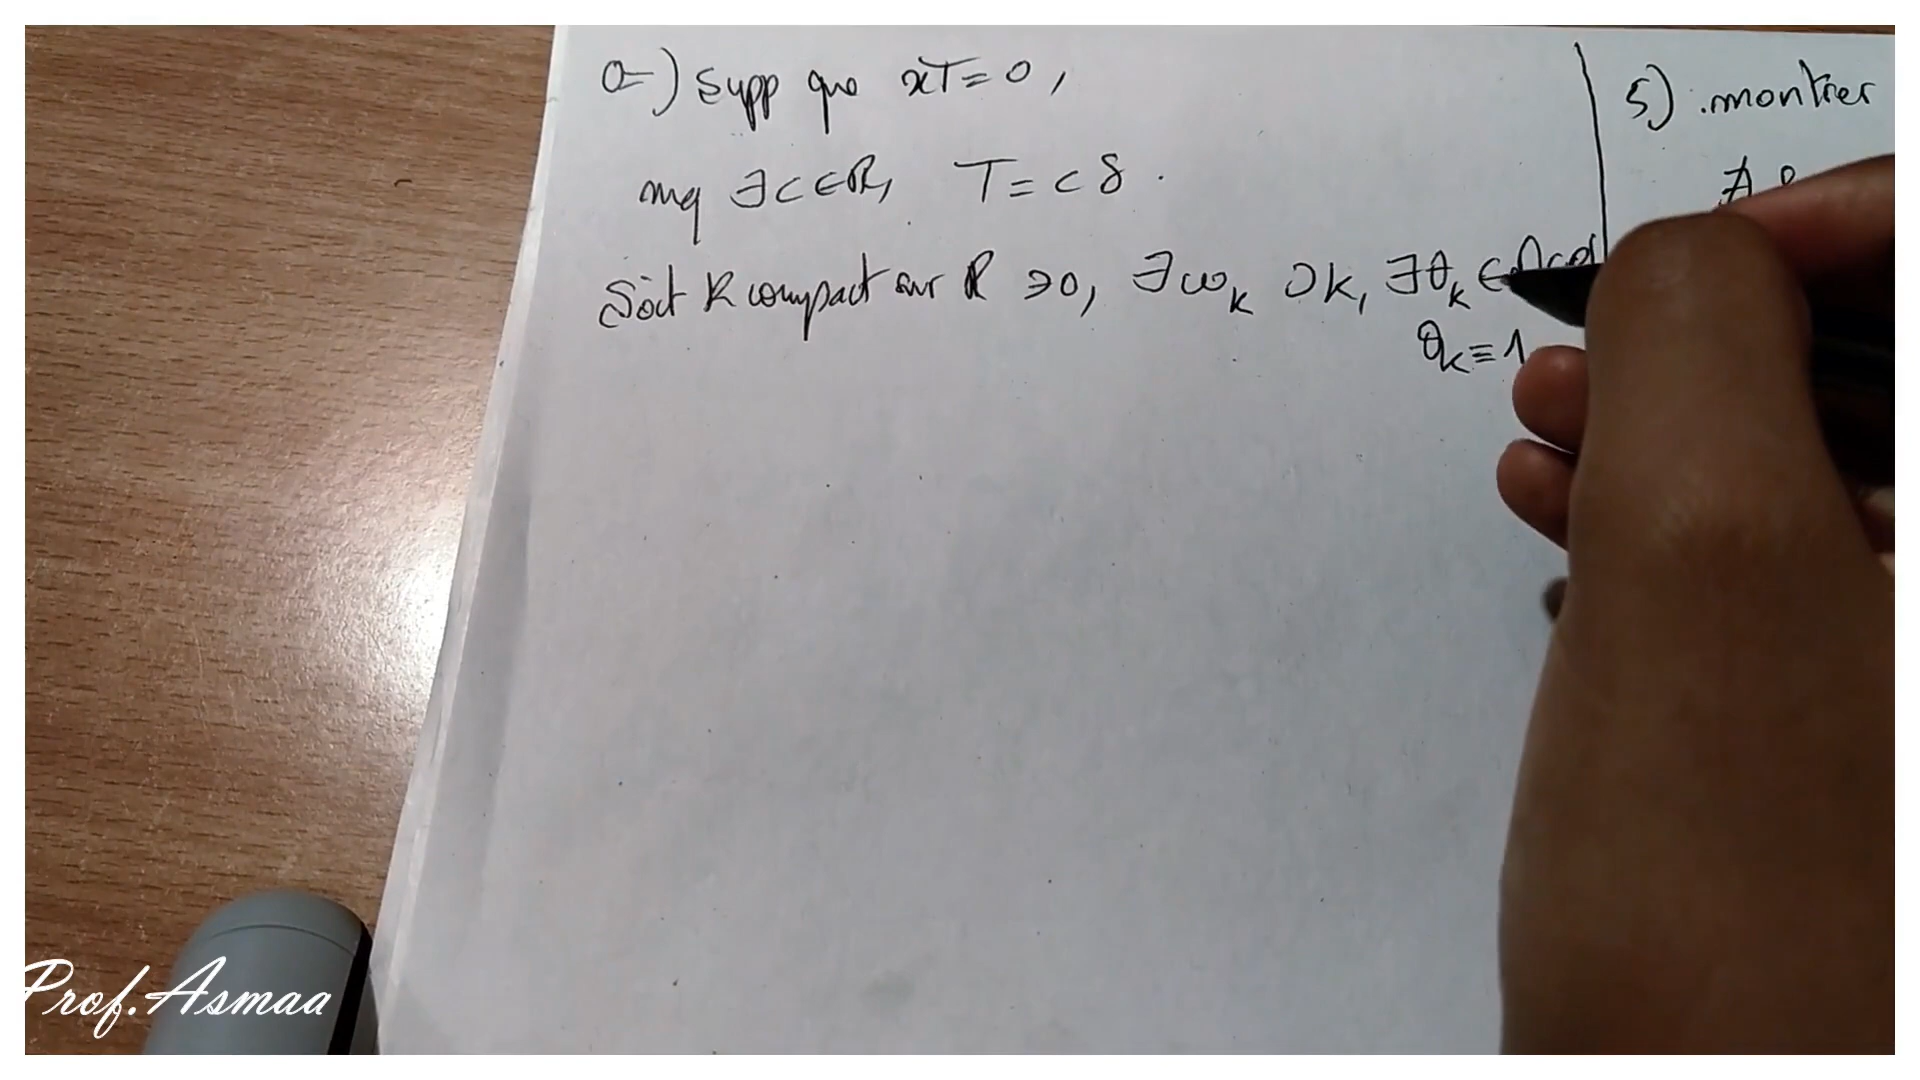 a-) Supp que xT=0,
mq ∃c∈ℝ, T=cδ.
Soit K compact sur ℝ ∋0, ∃ω_k ⊃K, ∃θ_k ∈
θ_k≡1
5) .montrer
Prof.Asmaa